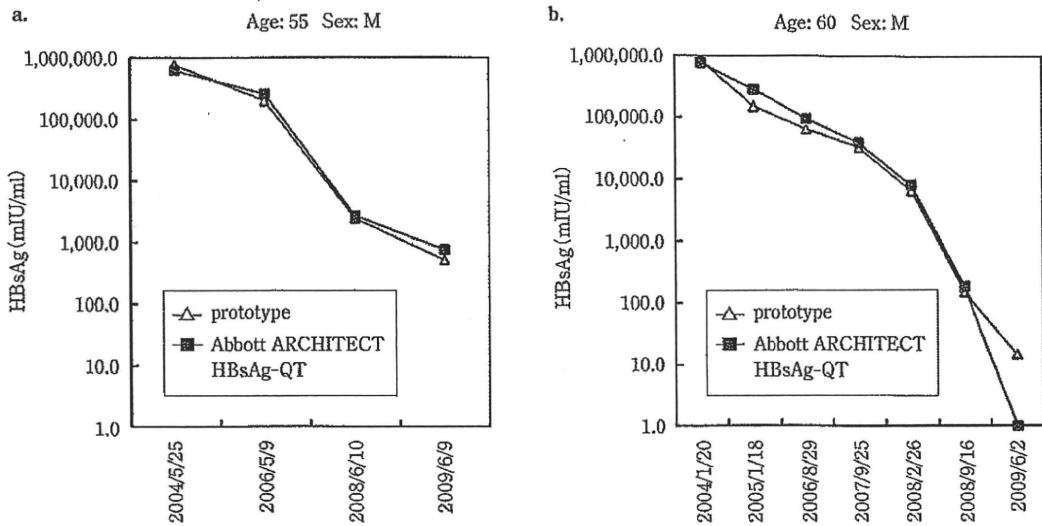 a.
Age: 55 Sex: M
HBsAg (mIU/ml)
1,000,000.0
100,000.0
10,000.0
1,000.0
100.0
10.0
1.0
prototype
Abbott ARCHITECT
HBsAg-QT
2004/5/25
2006/5/9
2008/6/10
2009/6/9
b.
Age: 60 Sex: M
HBsAg (mIU/ml)
1,000,000.0
100,000.0
10,000.0
1,000.0
100.0
10.0
1.0
prototype
Abbott ARCHITECT
HBsAg-QT
2004/1/20
2005/1/18
2006/8/29
2007/9/25
2008/2/26
2008/9/16
2009/6/2